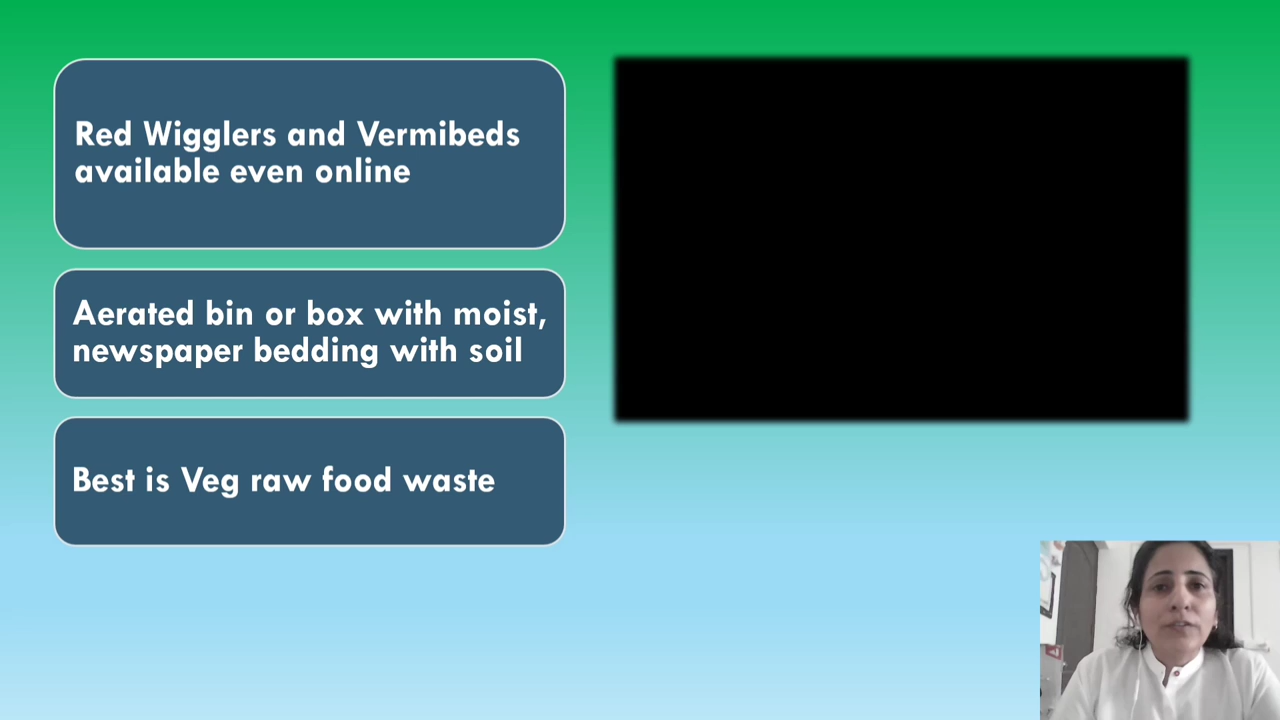 Red Wigglers and Vermibeds
available even online
Aerated bin or box with moist,
newspaper bedding with soil
Best is Veg raw food waste